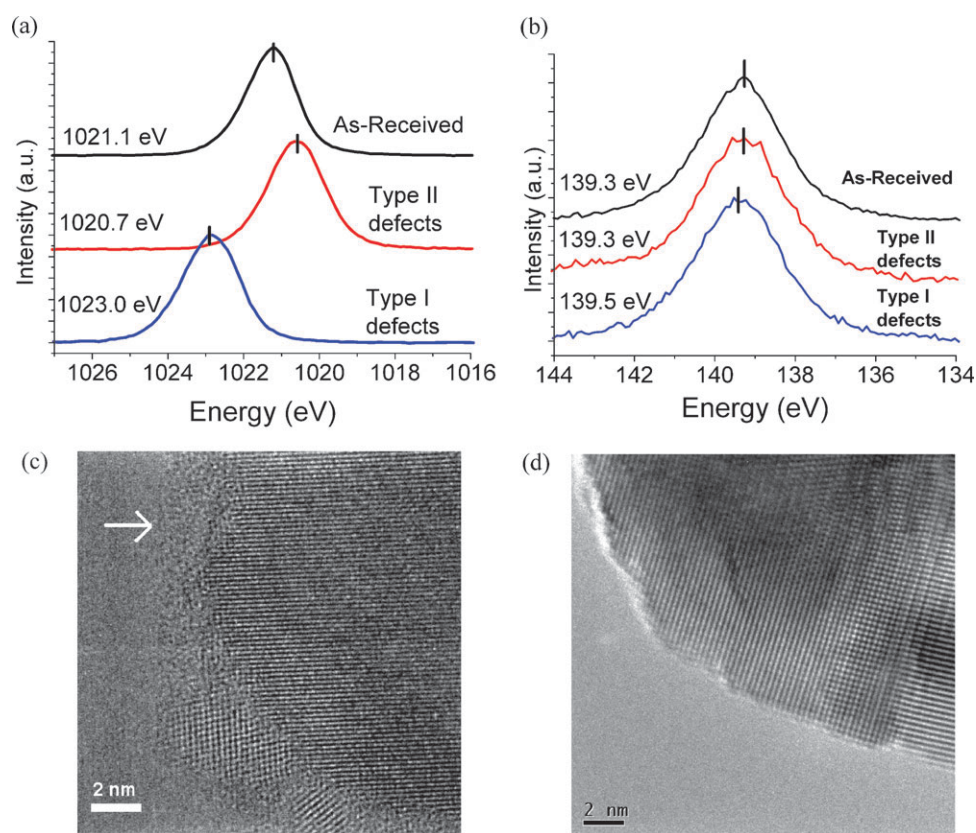 (a)
Intensity (a.u.)
1021.1 eV
As-Received
1020.7 eV
Type II
defects
1023.0 eV
Type I
defects
1026 1024 1022 1020 1018 1016
Energy (eV)
(b)
Intensity (a.u.)
139.3 eV
As-Received
139.3 eV
Type II
defects
139.5 eV
Type I
defects
144 142 140 138 136 134
Energy (eV)
(c)
2 nm
(d)
2 nm